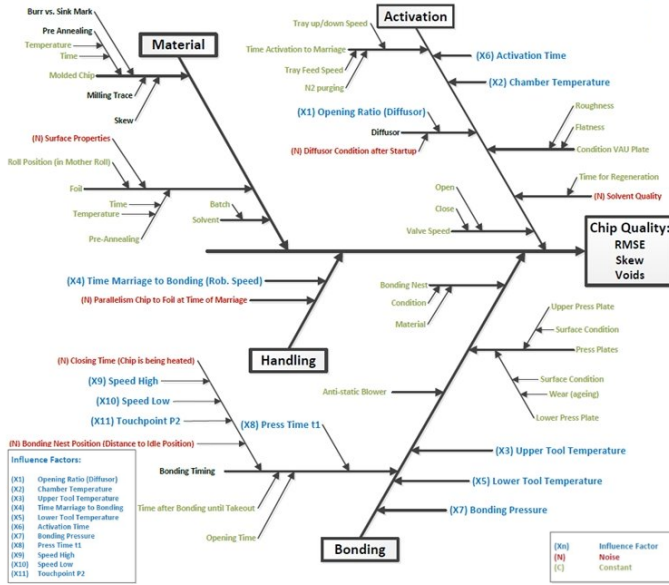 Burr vs. Sink Mark
Pre Annealing
Temperature
Time
Molded Chip
Milling Trace
Skew
Material
Tray up/down Speed
Activation
Time Activation to Marriage
Tray Feed Speed
N2 purging
(X6) Activation Time
(X2) Chamber Temperature
(X1) Opening Ratio (Diffusor)
Diffusor
(N) Diffusor Condition after Startup
Roughness
Flatness
Condition VAU Plate
Time for Regeneration
(N) Solvent Quality
(N) Surface Properties
Roll Position (in Mother Roll)
Foil
Time
Temperature
Pre-Annealing
Batch
Solvent
Open
Close
Valve Speed
Chip Quality:
RMSE
Skew
Voids
(X4) Time Marriage to Bonding (Rob. Speed)
(N) Parallelism Chip to Foil at Time of Marriage
Handling
Bonding Nest
Condition
Material
Upper Press Plate
Surface Condition
Press Plates
Surface Condition
Wear (ageing)
Lower Press Plate
Anti-static Blower
(N) Closing Time (Chip is being heated)
(X9) Speed High
(X10) Speed Low
(X11) Touchpoint P2
(X8) Press Time t1
(N) Bonding Nest Position (Distance to Idle Position)
Bonding Timing
Time after Bonding until Takeout
Opening Time
(X3) Upper Tool Temperature
(X5) Lower Tool Temperature
(X7) Bonding Pressure
Bonding
Influence Factors:
(X1) Opening Ratio (Diffusor)
(X2) Chamber Temperature
(X3) Upper Tool Temperature
(X4) Time Marriage to Bonding
(X5) Lower Tool Temperature
(X6) Activation Time
(X7) Bonding Pressure
(X8) Press Time t1
(X9) Speed High
(X10) Speed Low
(X11) Touchpoint P2
(Xn) Influence Factor
(N) Noise
(C) Constant